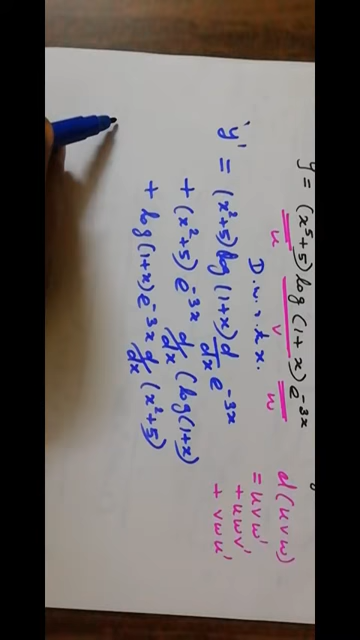 y = (x⁵+5) log (1+x) e⁻³ˣ
u v w
D.w.r.t x.
y' = (x²+5) log (1+x) d/dx e⁻³ˣ
+ (x²+5) e⁻³ˣ d/dx (log (1+x)
+ log (1+x) e⁻³ˣ d/dx (x²+5)
d(uvw)
= uvw'
+ uwv'
+ vwu'